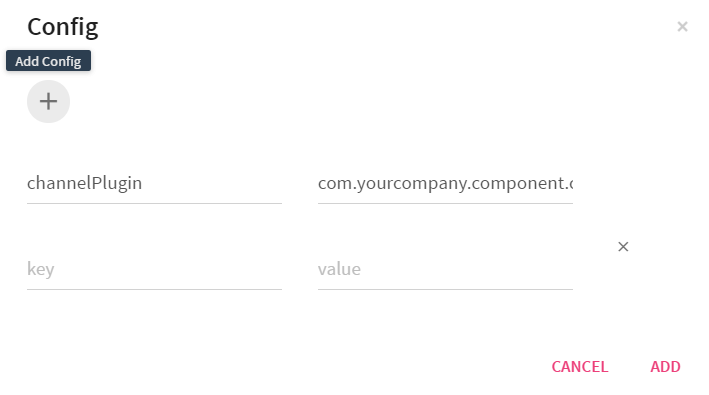 Config
Add Config
channelPlugin
com.yourcompany.component.c
key
value
CANCEL
ADD